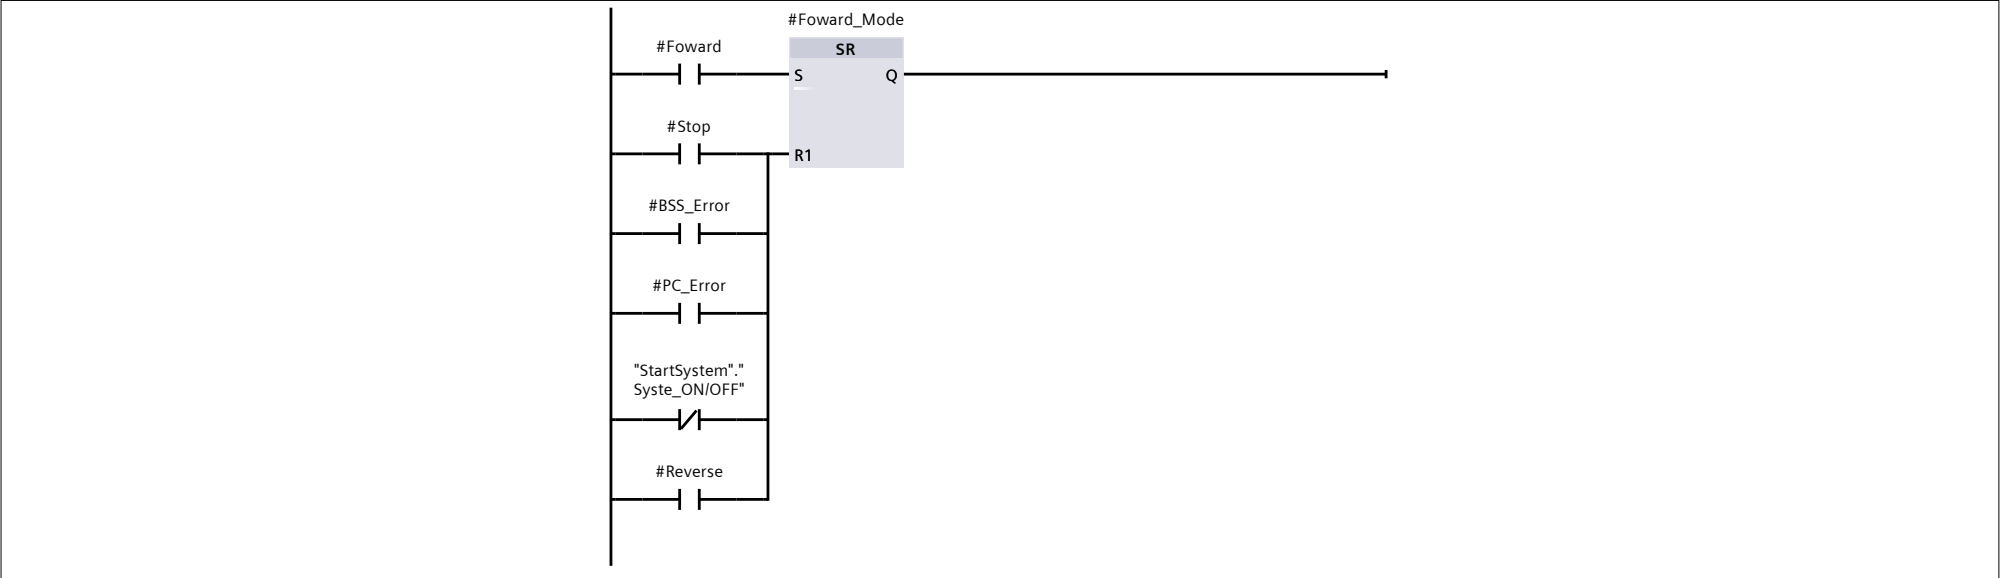 #Foward_Mode
#Foward
SR
S
Q
#Stop
R1
#BSS_Error
#PC_Error
"StartSystem"."
Syste_ON/OFF"
#Reverse